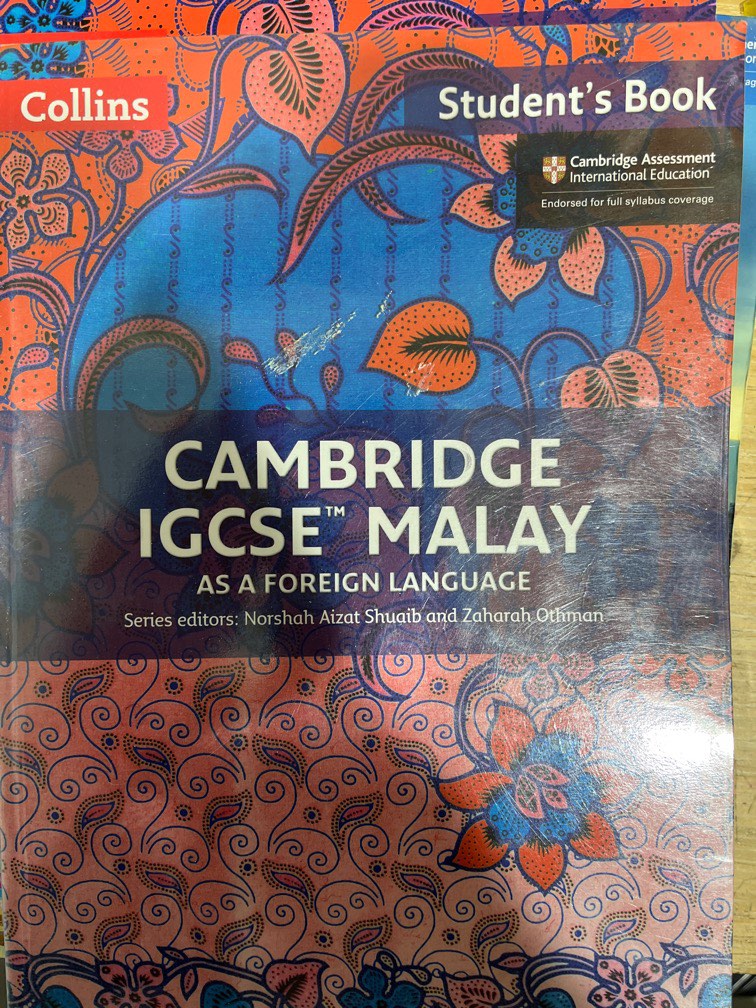 Collins
Student's Book
Cambridge Assessment
International Education
Endorsed for full syllabus coverage
CAMBRIDGE
IGCSE™ MALAY
AS A FOREIGN LANGUAGE
Series editors: Norshah Aizat Shuaib and Zaharah Othman